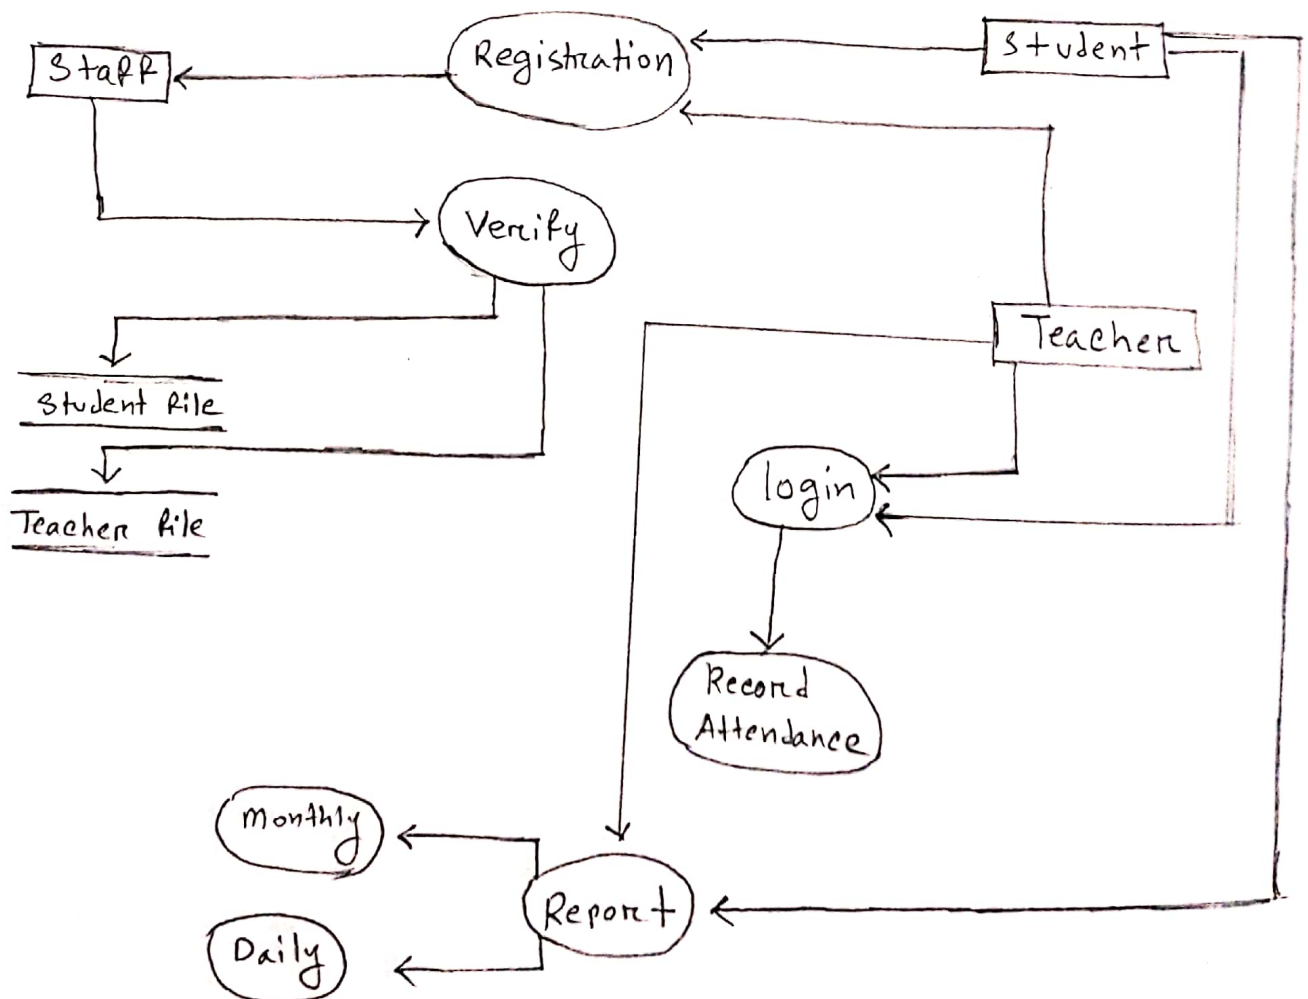 Staff
Registration
Student
Verify
Teacher
Student file
login
Teacher file
Record
Attendance
Monthly
Report
Daily